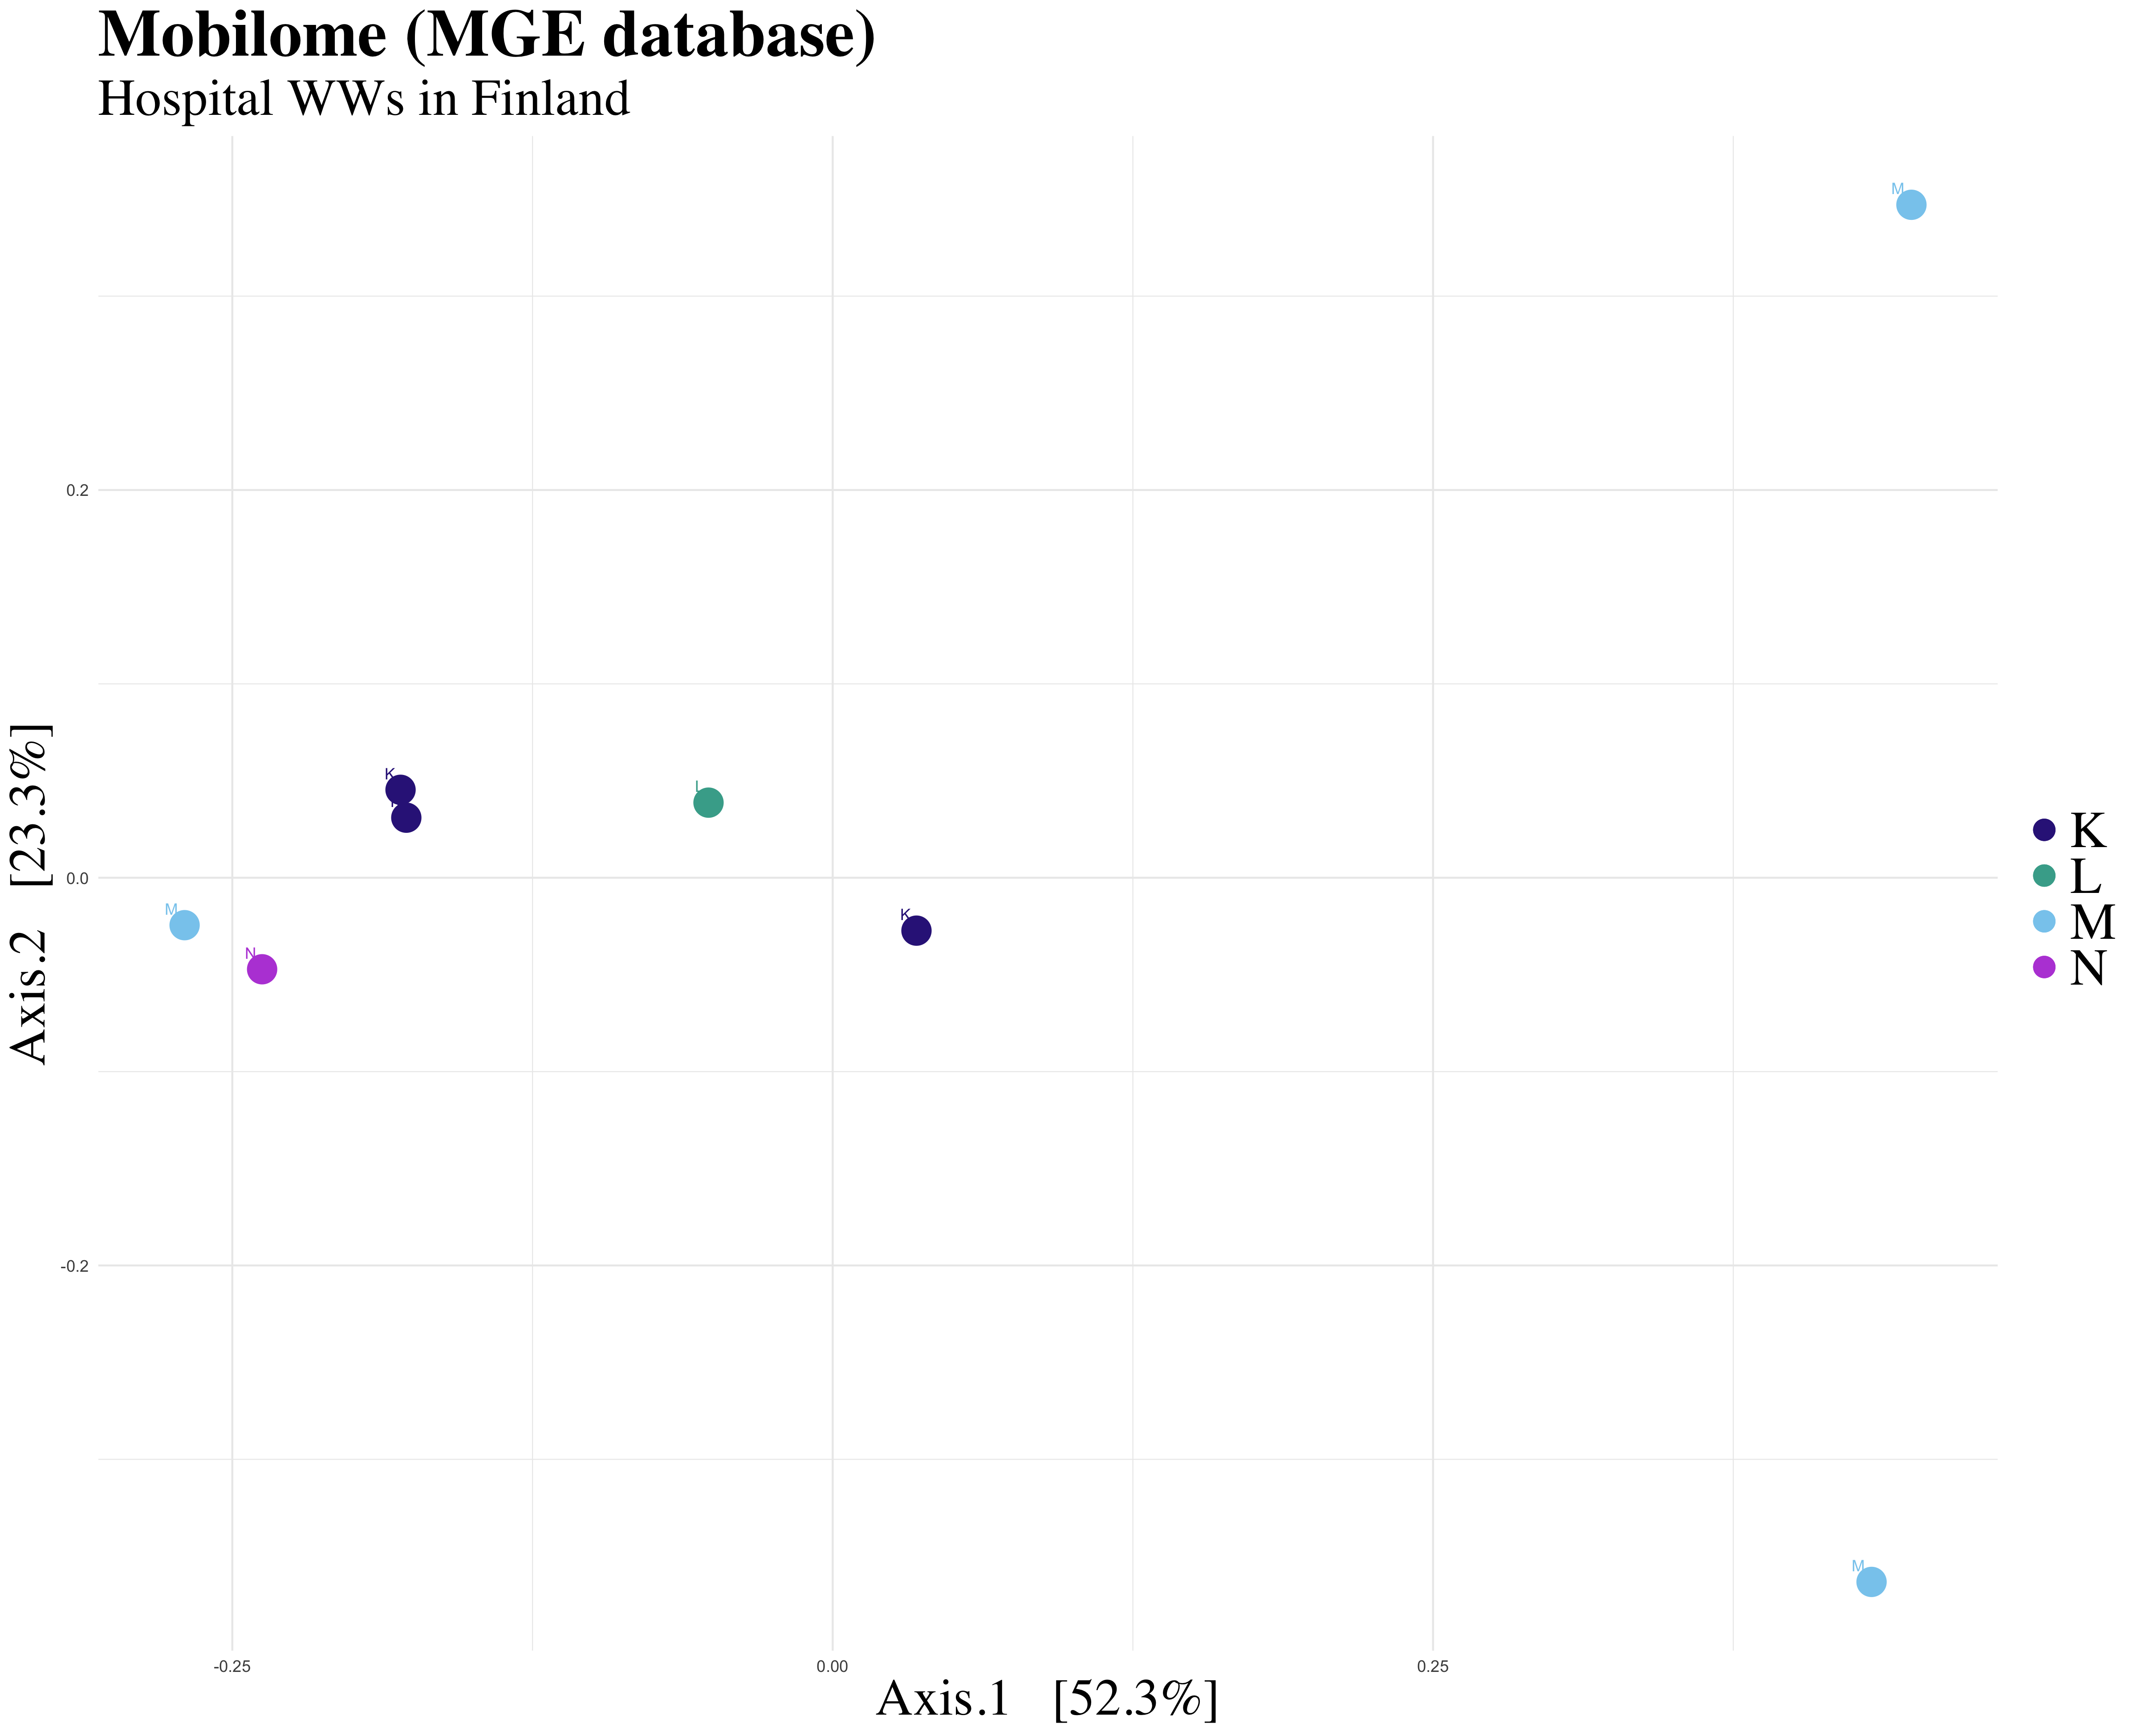 Mobilome (MGE database)
Hospital WWs in Finland
M
0.2
K
L
0.0
M
K
N
-0.2
M
-0.25
0.00
0.25
Axis.1 [52.3%]
Axis.2 [23.3%]
K
L
M
N